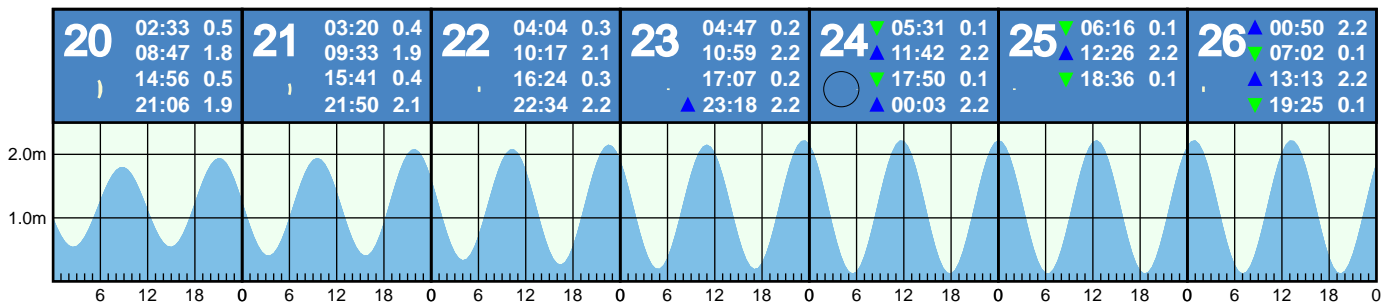 20
02:33 0.5
08:47 1.8
14:56 0.5
21:06 1.9
21
03:20 0.4
09:33 1.9
15:41 0.4
21:50 2.1
22
04:04 0.3
10:17 2.1
16:24 0.3
22:34 2.2
23
04:47 0.2
10:59 2.2
17:07 0.2
▲ 23:18 2.2
24
▼ 05:31 0.1
▲ 11:42 2.2
▼ 17:50 0.1
▲ 00:03 2.2
25
▼ 06:16 0.1
▲ 12:26 2.2
▼ 18:36 0.1
26
▲ 00:50 2.2
▼ 07:02 0.1
▲ 13:13 2.2
▼ 19:25 0.1
2.0m
1.0m
6 12 18 0 6 12 18 0 6 12 18 0 6 12 18 0 6 12 18 0 6 12 18 0 6 12 18 0